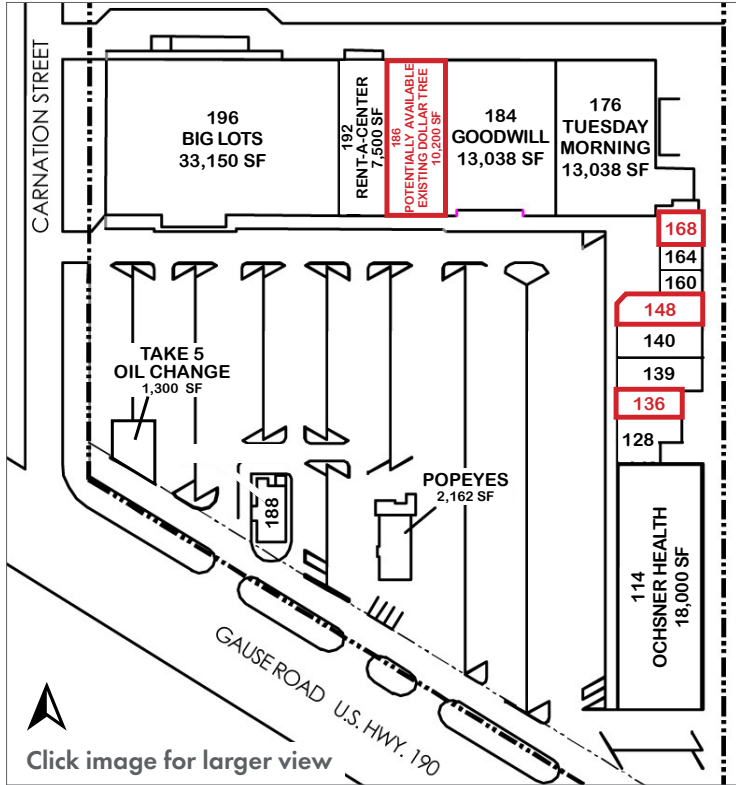 CARNATION STREET
196
BIG LOTS
33,150 SF
192
RENT-A-CENTER
7,500 SF
186
POTENTIALLY AVAILABLE
EXISTING DOLLAR TREE
10,200 SF
184
GOODWILL
13,038 SF
176
TUESDAY
MORNING
13,038 SF
168
164
160
148
140
139
136
128
TAKE 5
OIL CHANGE
1,300 SF
188
POPEYES
2,162 SF
114
OCHSNER HEALTH
18,000 SF
GAUSE ROAD U.S. HWY. 190
Click image for larger view